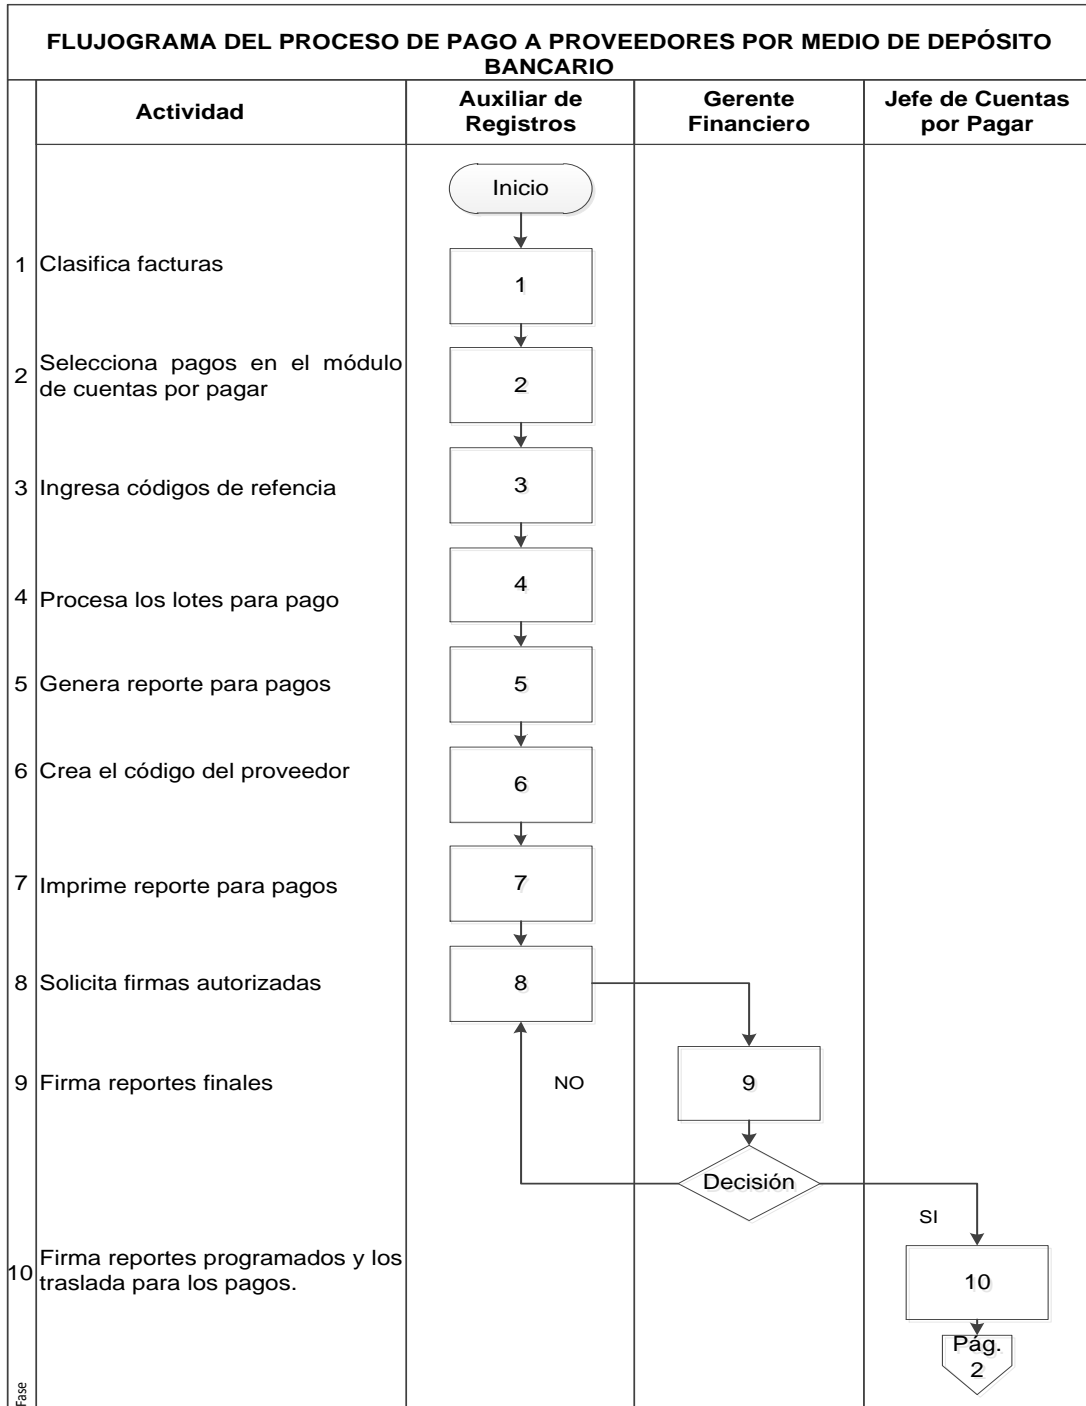 FLUJOGRAMA DEL PROCESO DE PAGO A PROVEEDORES POR MEDIO DE DEPÓSITO
BANCARIO
Actividad
Auxiliar de
Registros
Gerente
Financiero
Jefe de Cuentas
por Pagar
Inicio
1 Clasifica facturas
1
2 Selecciona pagos en el módulo
de cuentas por pagar
2
3 Ingresa códigos de refencia
3
4 Procesa los lotes para pago
4
5 Genera reporte para pagos
5
6 Crea el código del proveedor
6
7 Imprime reporte para pagos
7
8 Solicita firmas autorizadas
8
9 Firma reportes finales
NO
9
Decisión
SI
10 Firma reportes programados y los
traslada para los pagos.
10
Pág.
2
Fase